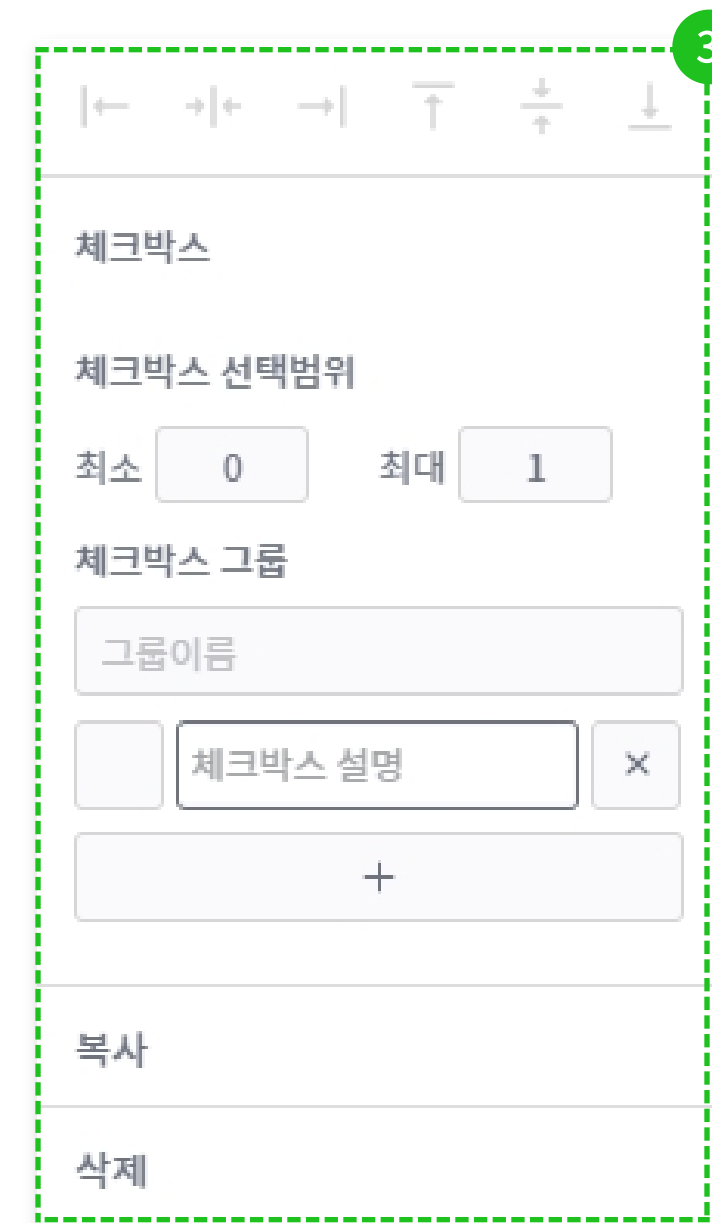 3
체크박스
체크박스 선택범위
최소 0 최대 1
체크박스 그룹
그룹이름
체크박스 설명 ×
+
복사
삭제